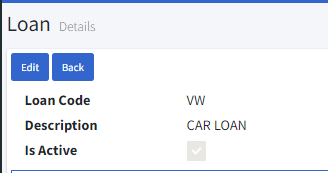 Loan Details
Edit Back
Loan Code VW
Description CAR LOAN
Is Active